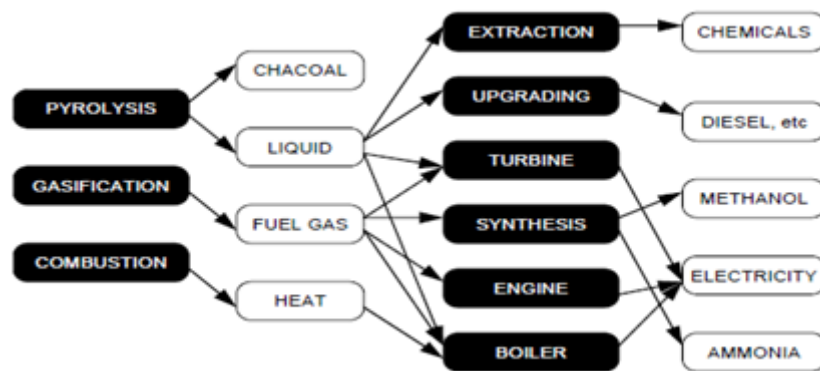 EXTRACTION
CHEMICALS
CHACOAL
PYROLYSIS
UPGRADING
DIESEL, etc
LIQUID
TURBINE
GASIFICATION
METHANOL
FUEL GAS
SYNTHESIS
COMBUSTION
ELECTRICITY
ENGINE
HEAT
BOILER
AMMONIA